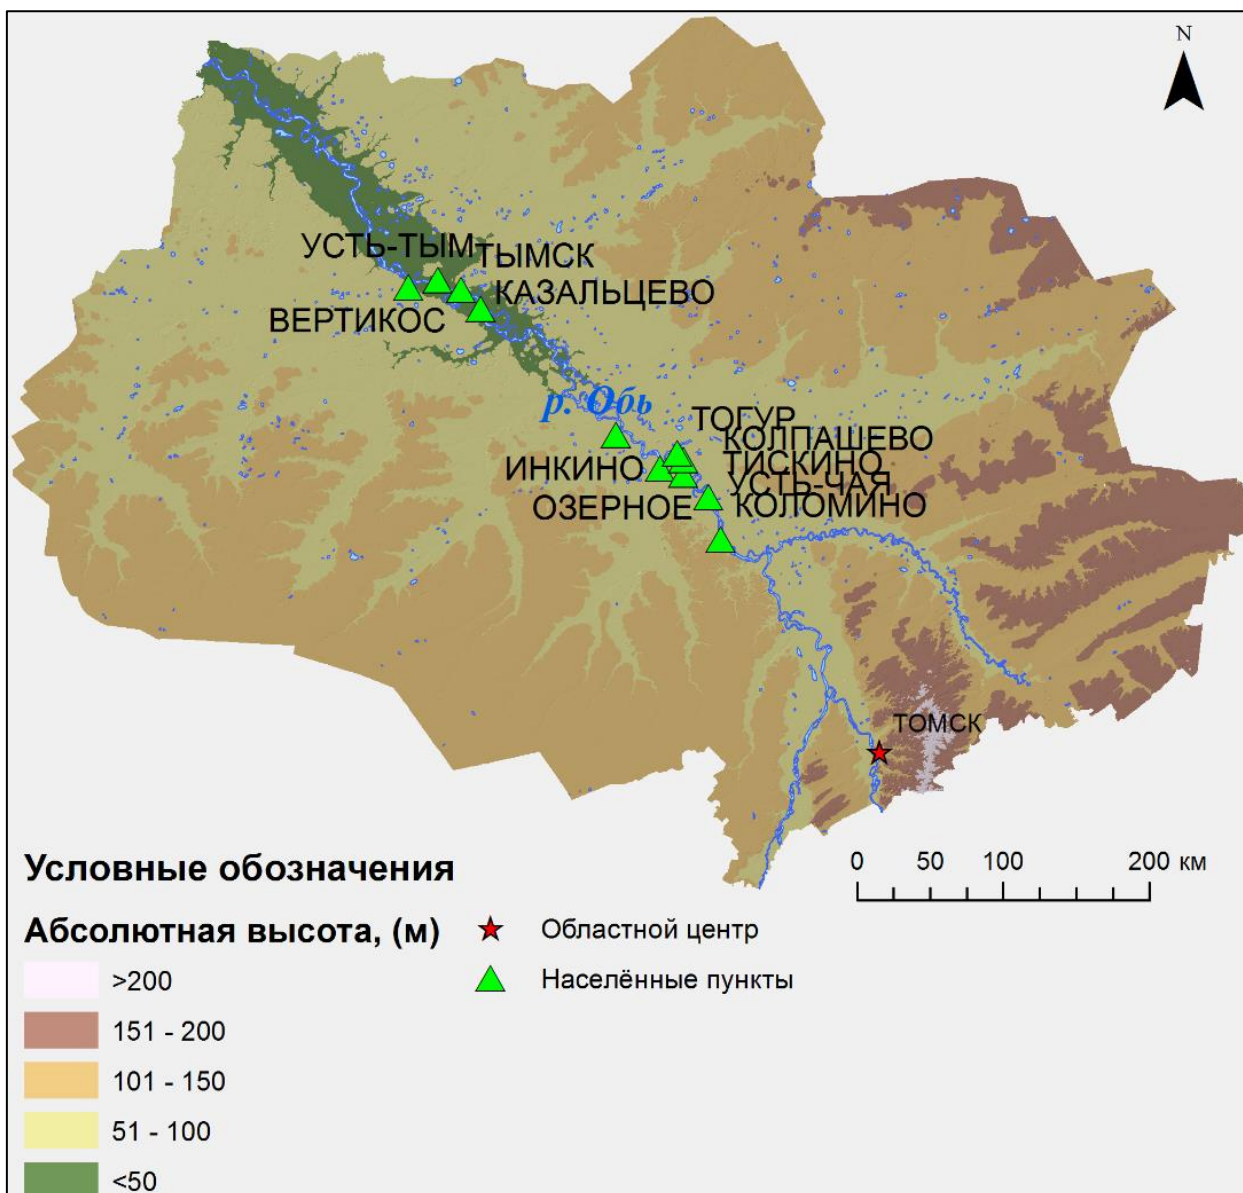 N
УСТЬ-ТЫМ
ТЫМСК
КАЗАЛЬЦЕВО
ВЕРТИКОС
р. Обь
ТОГУР
КОЛПАШЕВО
ИНКИНО
ТИСКИНО
УСТЬ-ЧАЯ
ОЗЕРНОЕ
КОЛОМИНО
ТОМСК
Условные обозначения
0 50 100 200 км
Абсолютная высота, (м)
Областной центр
>200
Населённые пункты
151 - 200
101 - 150
51 - 100
<50